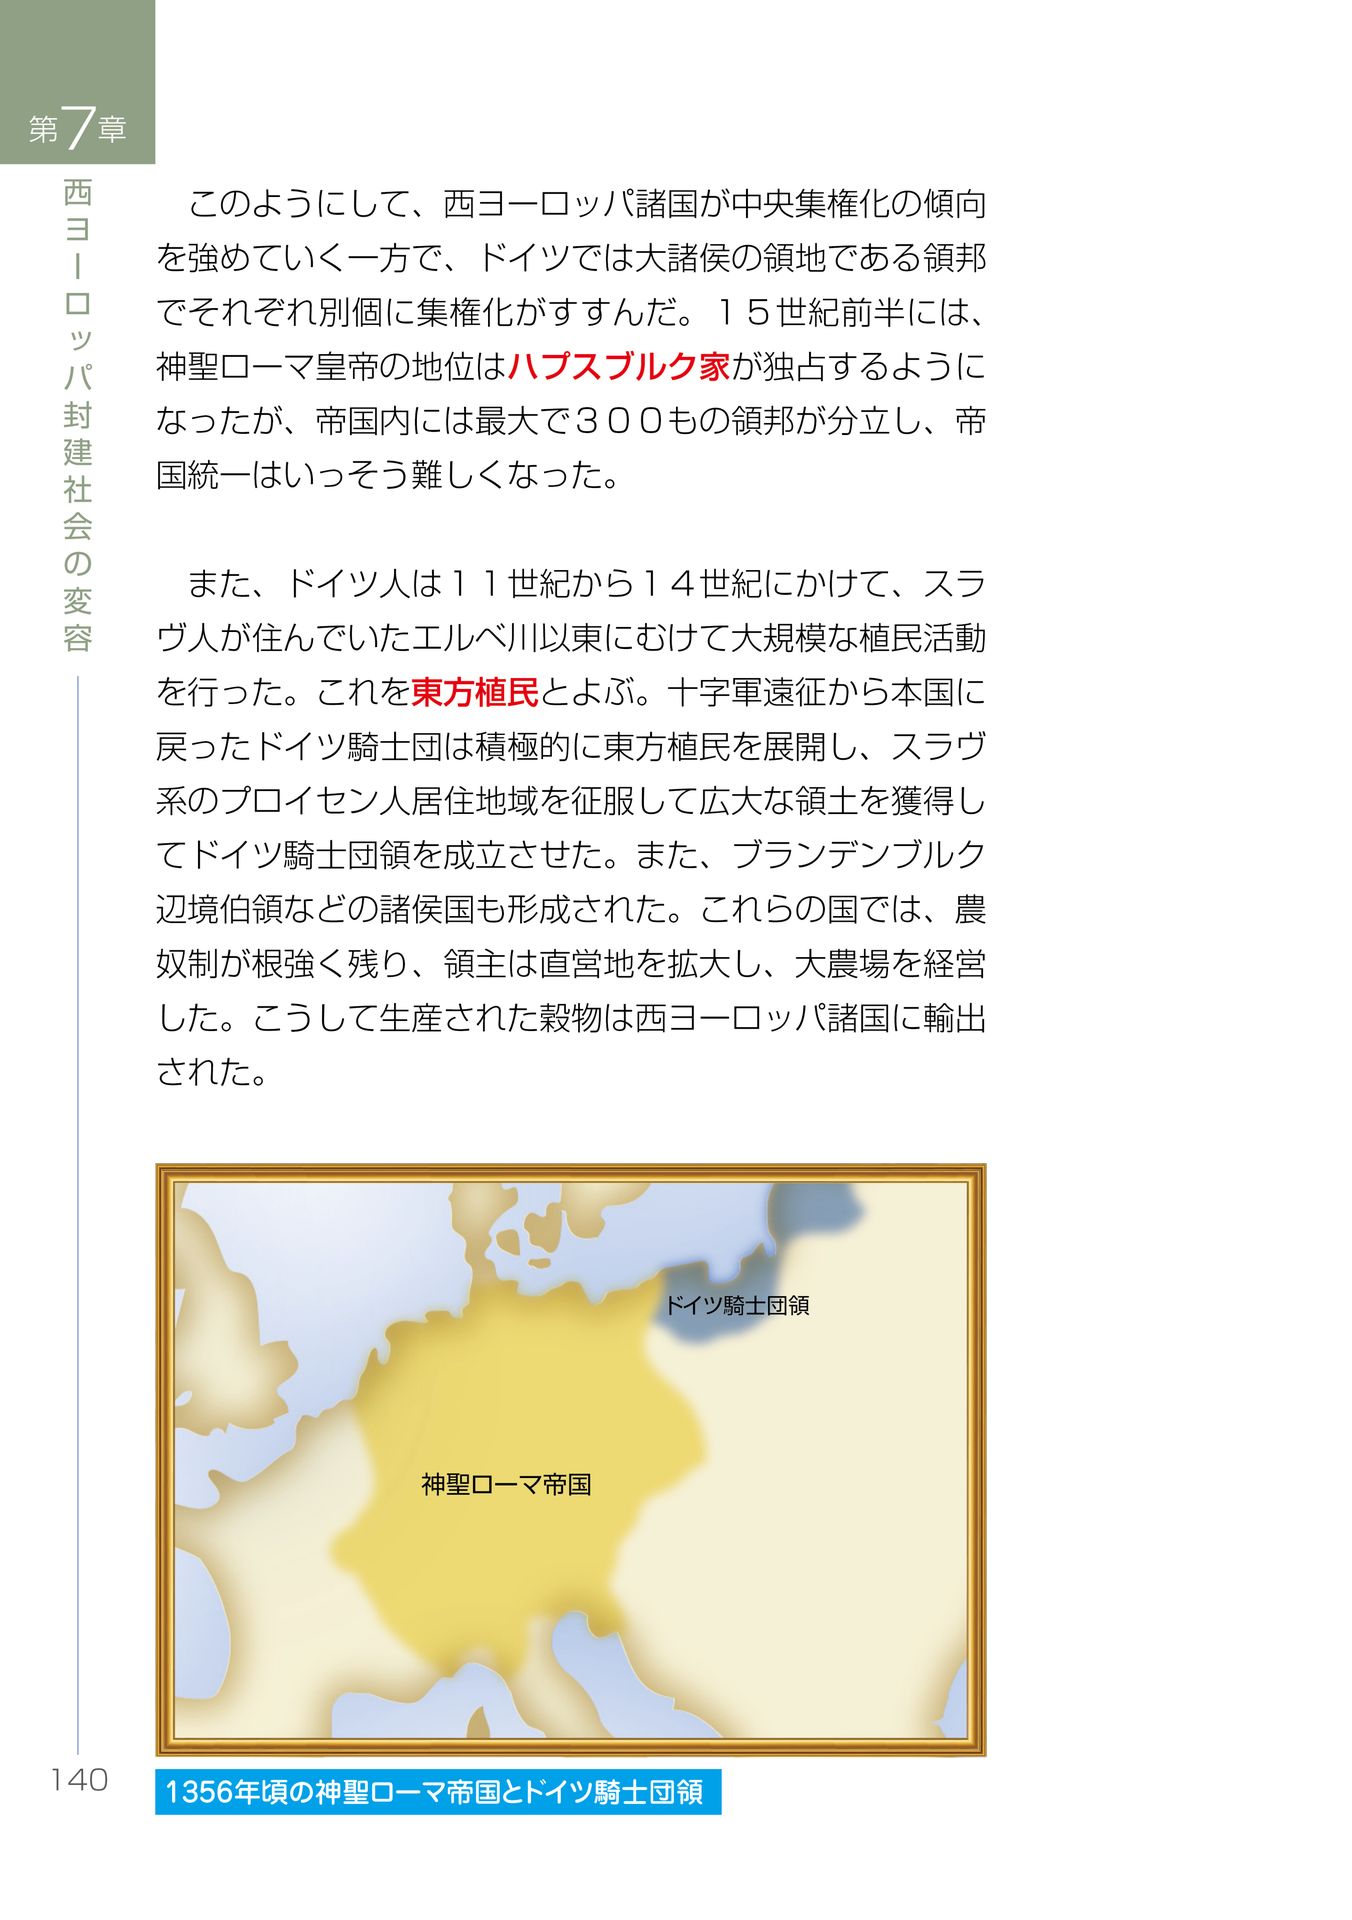 第7章
西ヨーロッパ封建社会の変容
　このようにして、西ヨーロッパ諸国が中央集権化の傾向
を強めていく一方で、ドイツでは大諸侯の領地である領邦
でそれぞれ別個に集権化がすすんだ。１５世紀前半には、
神聖ローマ皇帝の地位はハプスブルク家が独占するように
なったが、帝国内には最大で３００もの領邦が分立し、帝
国統一はいっそう難しくなった。
　また、ドイツ人は１１世紀から１４世紀にかけて、スラ
ヴ人が住んでいたエルベ川以東にむけて大規模な植民活動
を行った。これを東方植民とよぶ。十字軍遠征から本国に
戻ったドイツ騎士団は積極的に東方植民を展開し、スラヴ
系のプロイセン人居住地域を征服して広大な領土を獲得し
てドイツ騎士団領を成立させた。また、ブランデンブルク
辺境伯領などの諸侯国も形成された。これらの国では、農
奴制が根強く残り、領主は直営地を拡大し、大農場を経営
した。こうして生産された穀物は西ヨーロッパ諸国に輸出
された。
ドイツ騎士団領
神聖ローマ帝国
1356年頃の神聖ローマ帝国とドイツ騎士団領
140